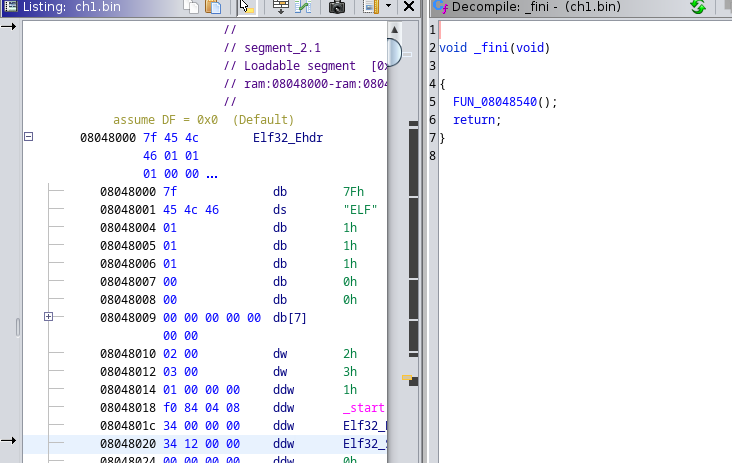 Listing: ch1.bin
//
// segment_2.1
// Loadable segment [0x
// ram:08048000-ram:0804
//
assume DF = 0x0 (Default)
08048000 7f 45 4c Elf32_Ehdr
46 01 01
01 00 00 ...
08048000 7f db 7Fh
08048001 45 4c 46 ds "ELF"
08048004 01 db 1h
08048005 01 db 1h
08048006 01 db 1h
08048007 00 db 0h
08048008 00 db 0h
08048009 00 00 00 00 00 db[7]
00 00
08048010 02 00 dw 2h
08048012 03 00 dw 3h
08048014 01 00 00 00 ddw 1h
08048018 f0 84 04 08 ddw _start
0804801c 34 00 00 00 ddw Elf32_
08048020 34 12 00 00 ddw Elf32_
08048024 00 00 00 00 ddw 0h
Decompile: _fini - (ch1.bin)
1
2 void _fini(void)
3
4 {
5 FUN_08048540();
6 return;
7 }
8